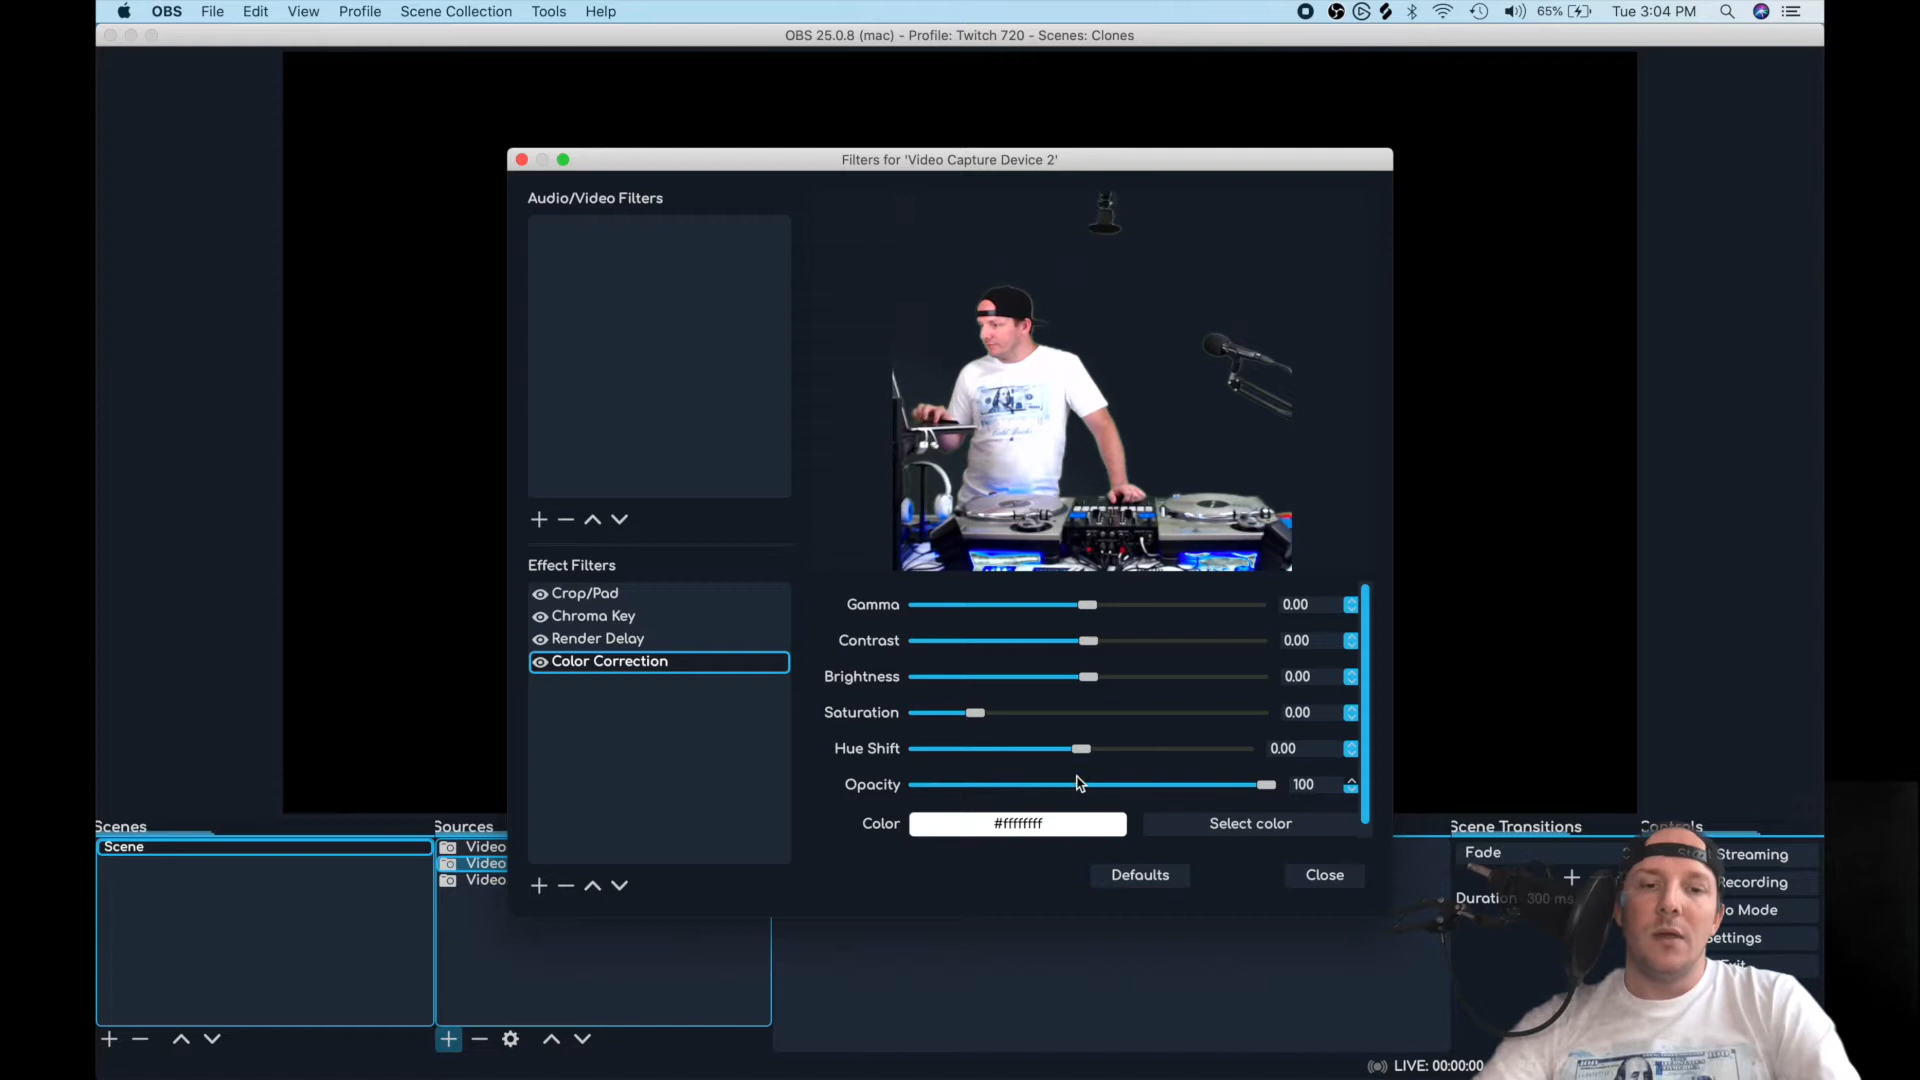 OBS File Edit View Profile Scene Collection Tools Help 65% Tue 3:04 PM
OBS 25.0.8 (mac) - Profile: Twitch 720 - Scenes: Clones
Filters for 'Video Capture Device 2'
Audio/Video Filters
Effect Filters
Crop/Pad
Chroma Key
Render Delay
Color Correction
Gamma 0.00
Contrast 0.00
Brightness 0.00
Saturation 0.00
Hue Shift 0.00
Opacity 100
Color #ffffffff Select color
Defaults Close
Scenes
Scene
Sources
Video
Video
Video
Scene Transitions
Fade
Duration 300 ms
Controls
Streaming
Recording
Mode
Settings
Exit
LIVE: 00:00:00